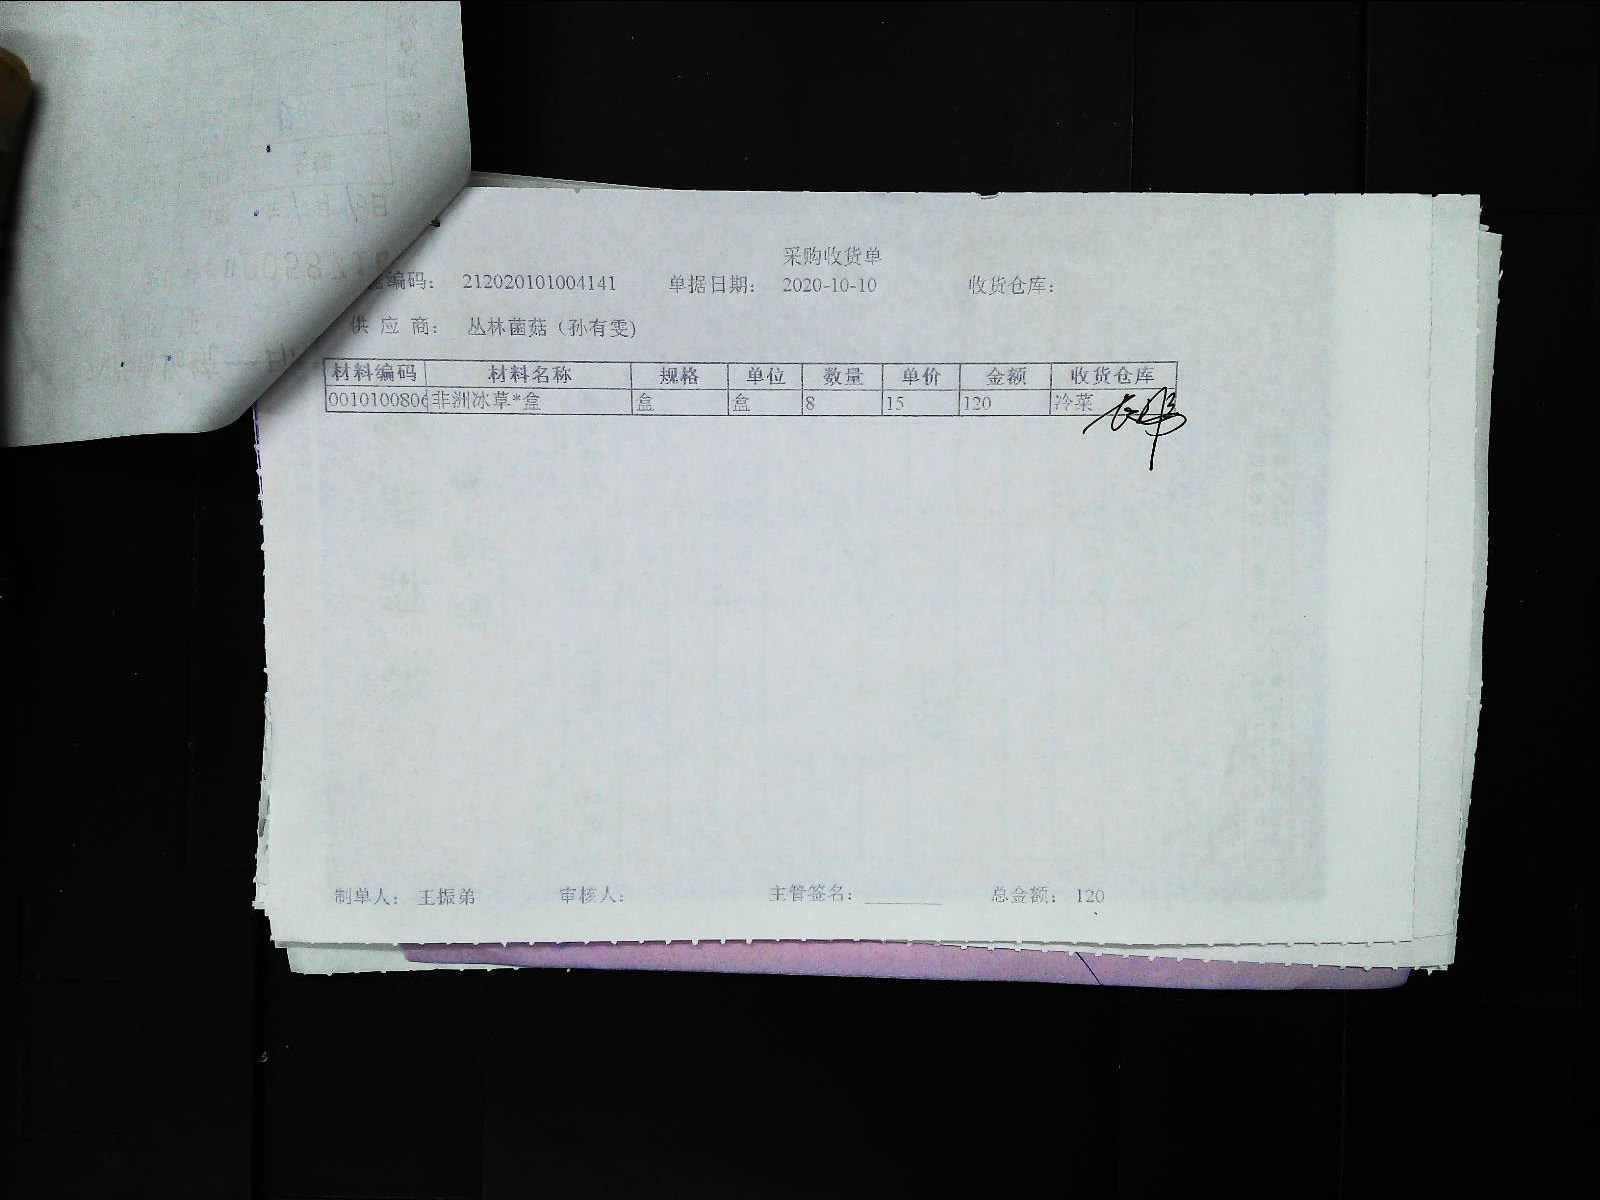 采购收货单
据编码： 212020101004141 单据日期： 2020-10-10 收货仓库：
供 应 商： 丛林菌菇（孙有雯)
材料编码 材料名称 规格 单位 数量 单价 金额 收货仓库
0010100806 非洲冰草*盒 盒 盒 8 15 120 冷菜
制单人： 王振弟 审核人： 主管签名： 总金额： 120